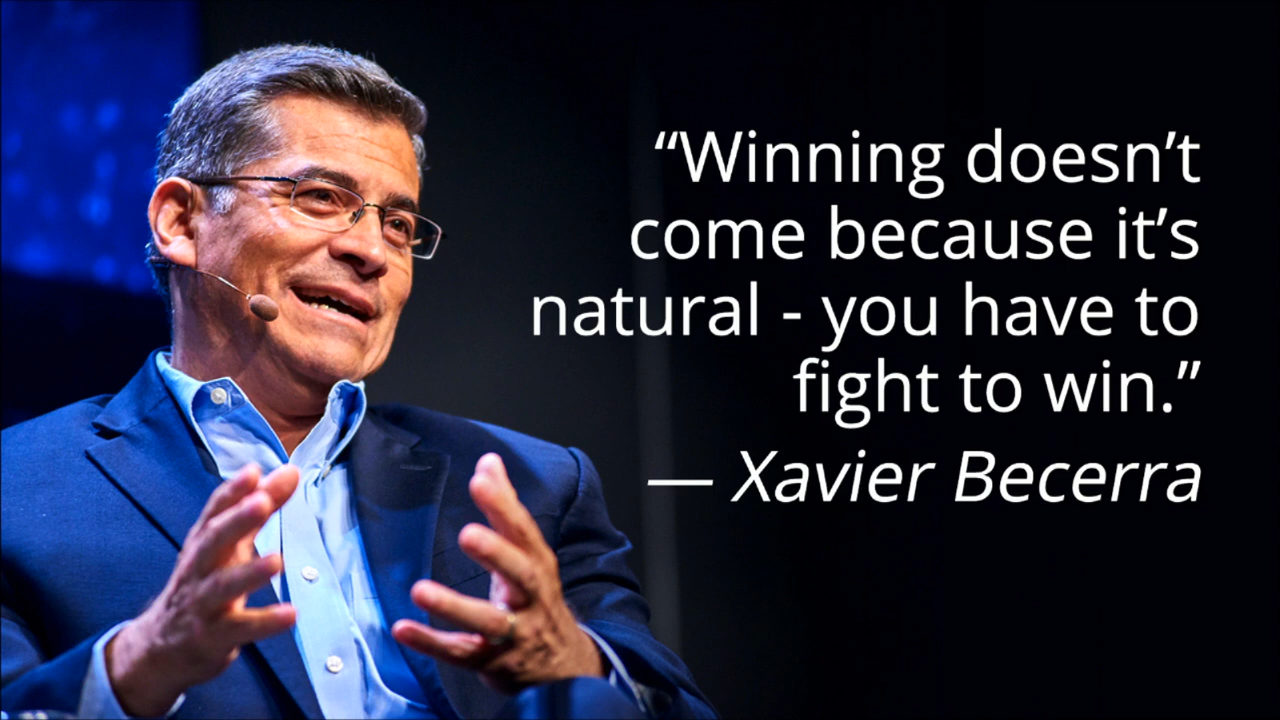 “Winning doesn’t
come because it’s
natural - you have to
fight to win.”
— Xavier Becerra